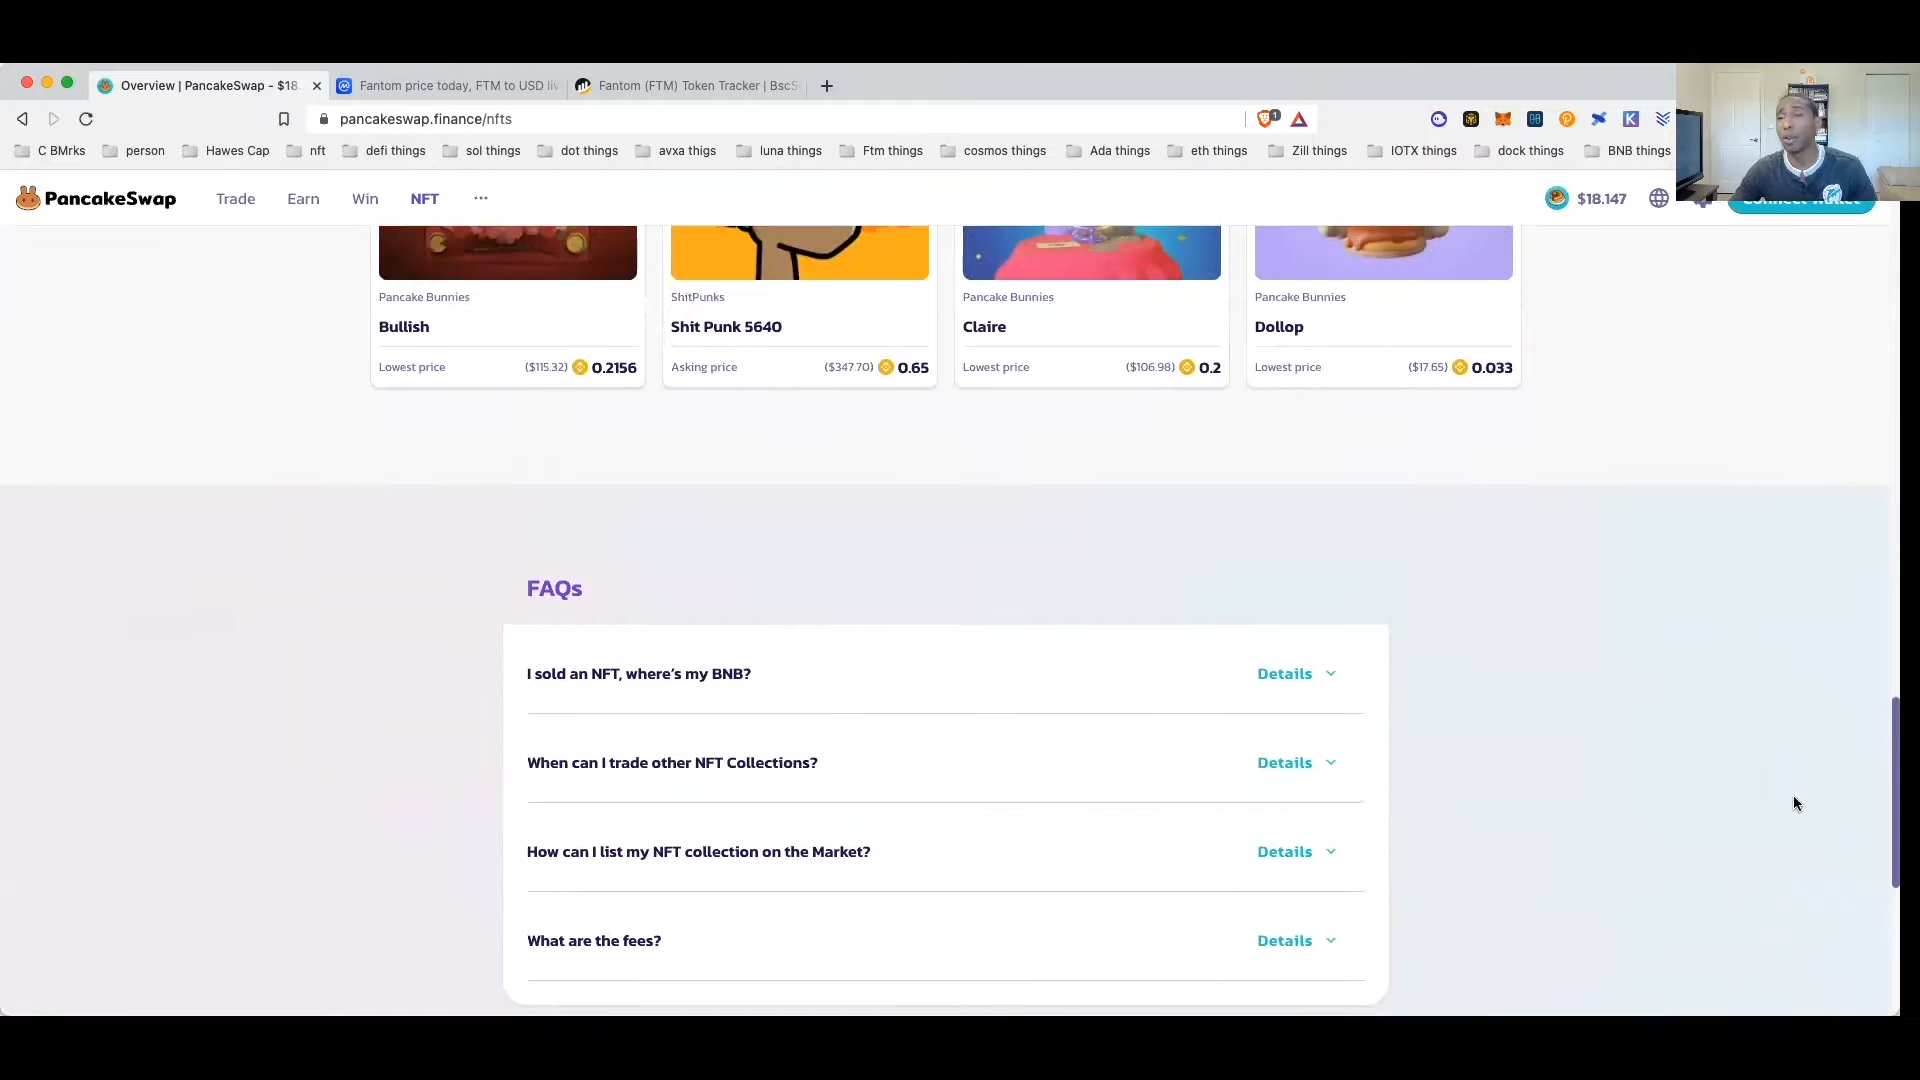 Overview | PancakeSwap - $18.
Fantom price today, FTM to USD liv
Fantom (FTM) Token Tracker | BscS
pancakeswap.finance/nfts
1
C BMrks
person
Hawes Cap
nft
defi things
sol things
dot things
avxa thigs
luna things
Ftm things
cosmos things
Ada things
eth things
Zill things
IOTX things
dock things
BNB things
PancakeSwap
Trade
Earn
Win
NFT
$18.147
Connect Wallet
Pancake Bunnies
Bullish
Lowest price ($115.32) 0.2156
ShitPunks
Shit Punk 5640
Asking price ($347.70) 0.65
Pancake Bunnies
Claire
Lowest price ($106.98) 0.2
Pancake Bunnies
Dollop
Lowest price ($17.65) 0.033
FAQs
I sold an NFT, where's my BNB? Details
When can I trade other NFT Collections? Details
How can I list my NFT collection on the Market? Details
What are the fees? Details